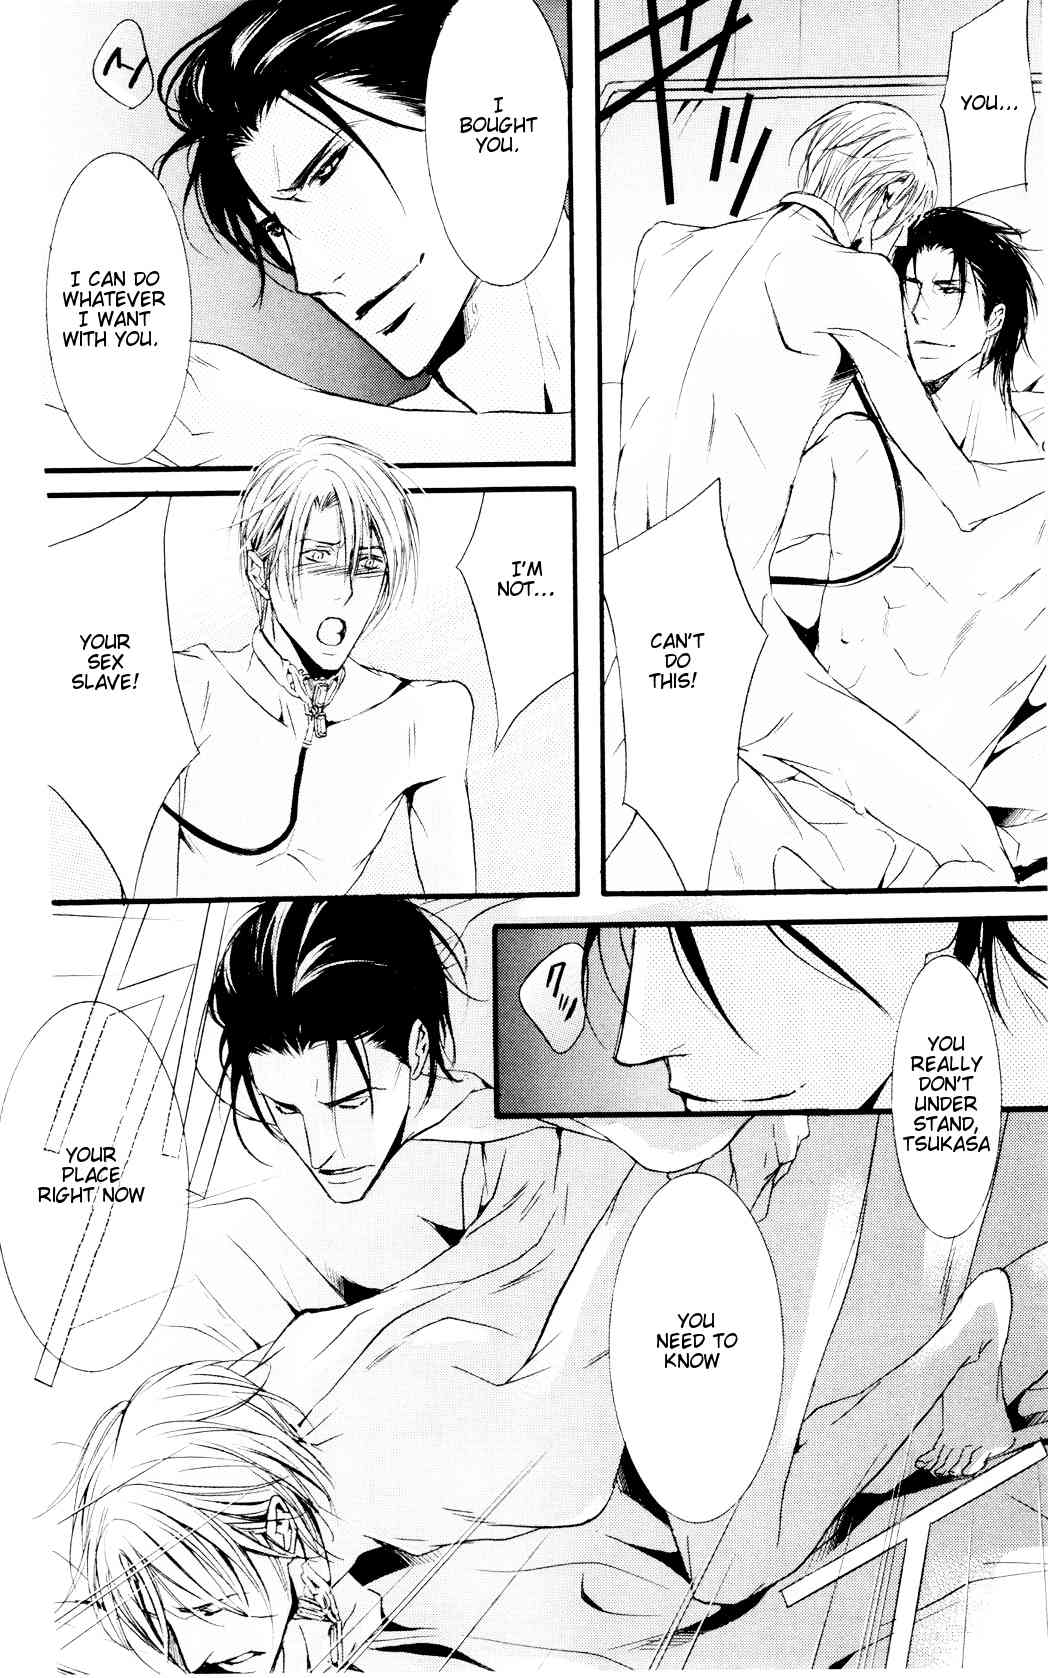 YOU...
CAN'T
DO
THIS!
I
BOUGHT
YOU.
I CAN DO
WHATEVER
I WANT
WITH YOU.
I'M
NOT...
YOUR
SEX
SLAVE!
YOU
REALLY
DON'T
UNDER
STAND,
TSUKASA
YOU
NEED TO
KNOW
YOUR
PLACE
RIGHT NOW